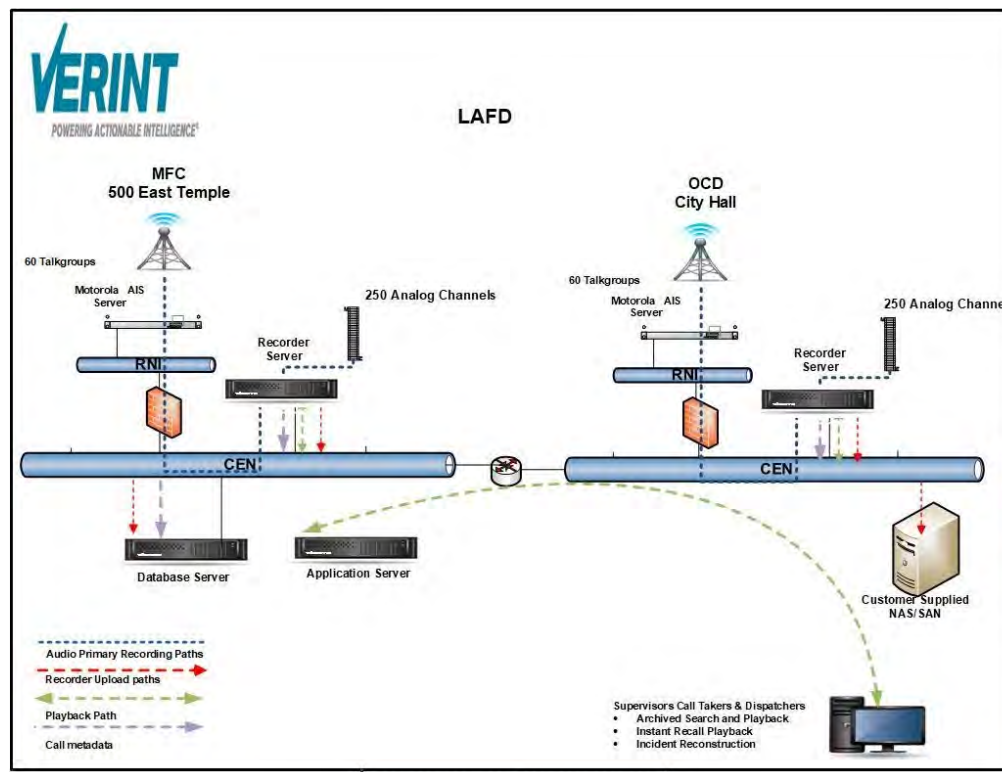 VERINT
POWERING ACTIONABLE INTELLIGENCE
LAFD
MFC
500 East Temple
OCD
City Hall
60 Talkgroups
Motorola AIS
Server
250 Analog Channels
Recorder
Server
RNI
CEN
60 Talkgroups
Motorola AIS
Server
250 Analog Channe
Recorder
Server
RNI
CEN
Database Server
Application Server
Customer Supplied
NAS/SAN
Audio Primary Recording Paths
Recorder Upload paths
Playback Path
Call metadata
Supervisors Call Takers & Dispatchers
• Archived Search and Playback
• Instant Recall Playback
• Incident Reconstruction